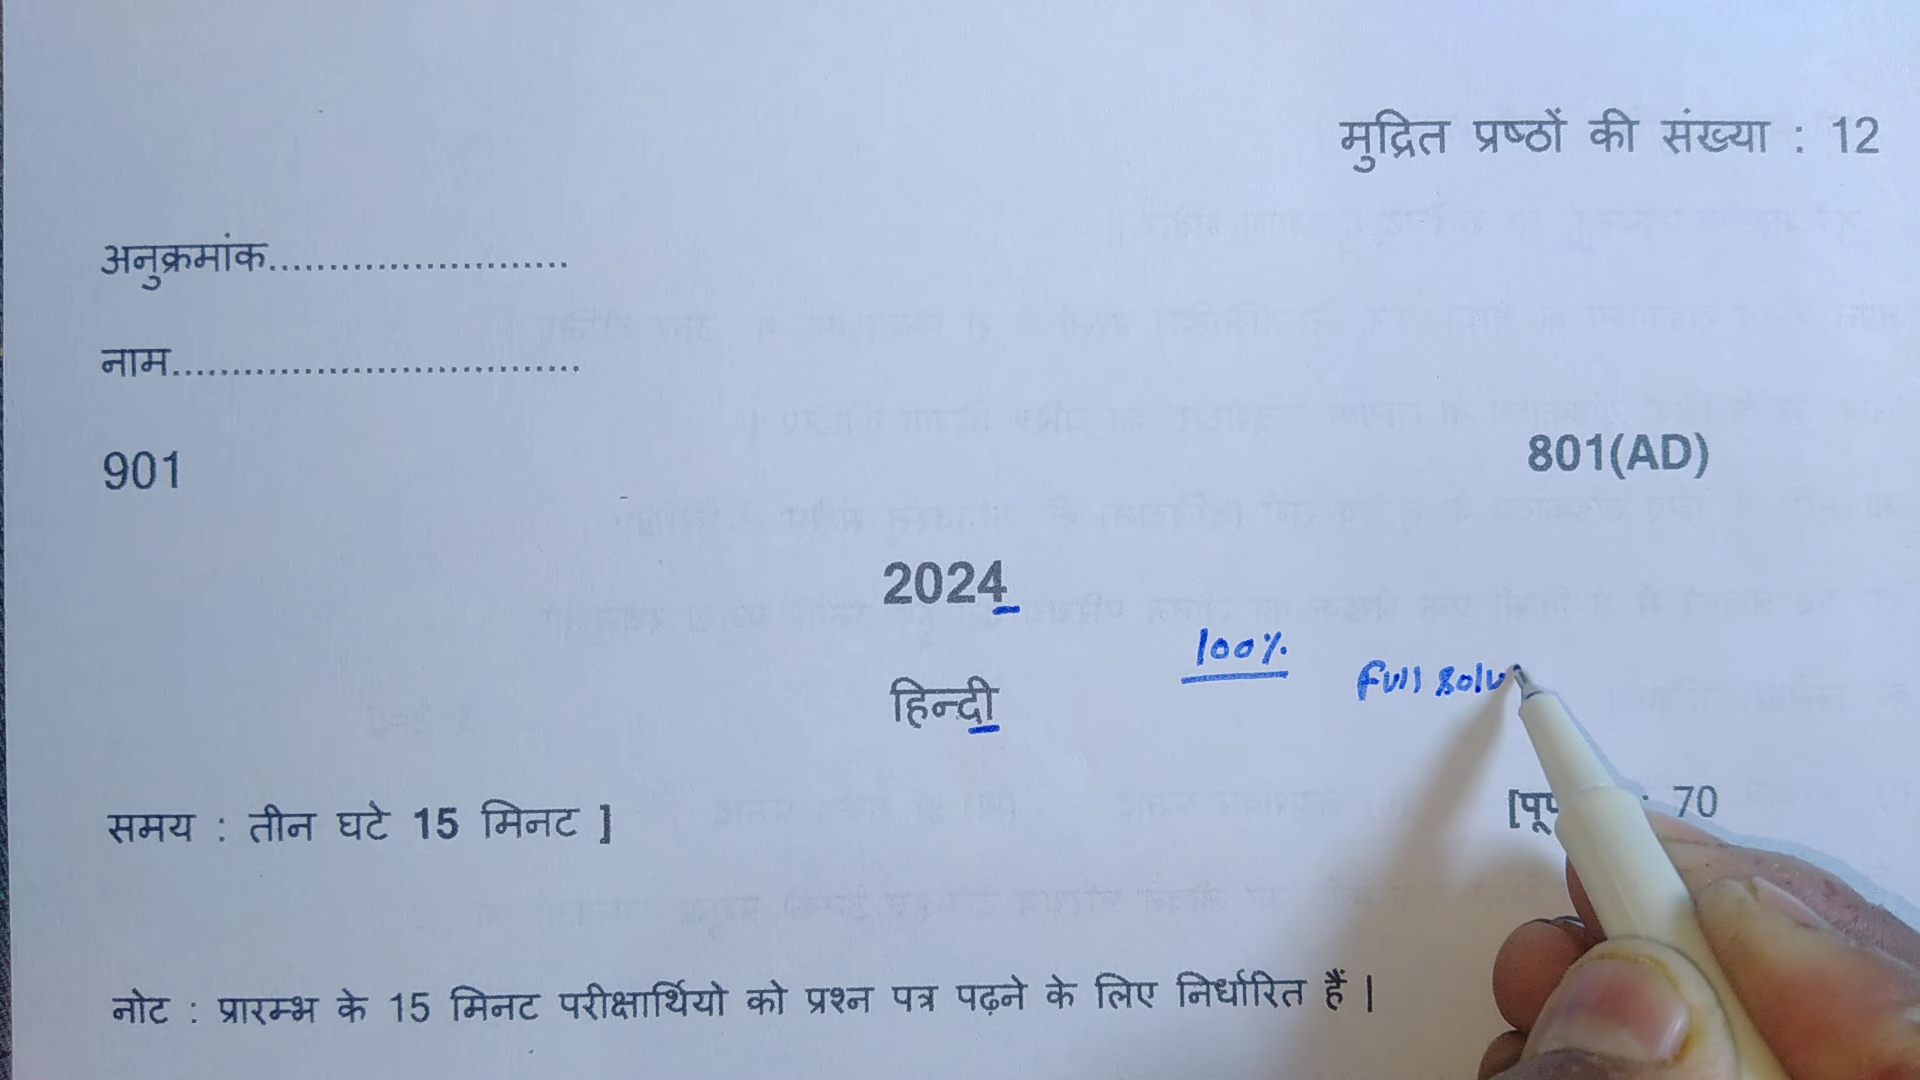 मुद्रित प्रष्ठों की संख्या : 12
अनुक्रमांक.........................
नाम..................................
901
801(AD)
2024
हिन्दी
100%
Full Solu
समय : तीन घटे 15 मिनट ]
[पूर्ण : 70
नोट : प्रारम्भ के 15 मिनट परीक्षार्थियो को प्रश्न पत्र पढ़ने के लिए निर्धारित हैं |